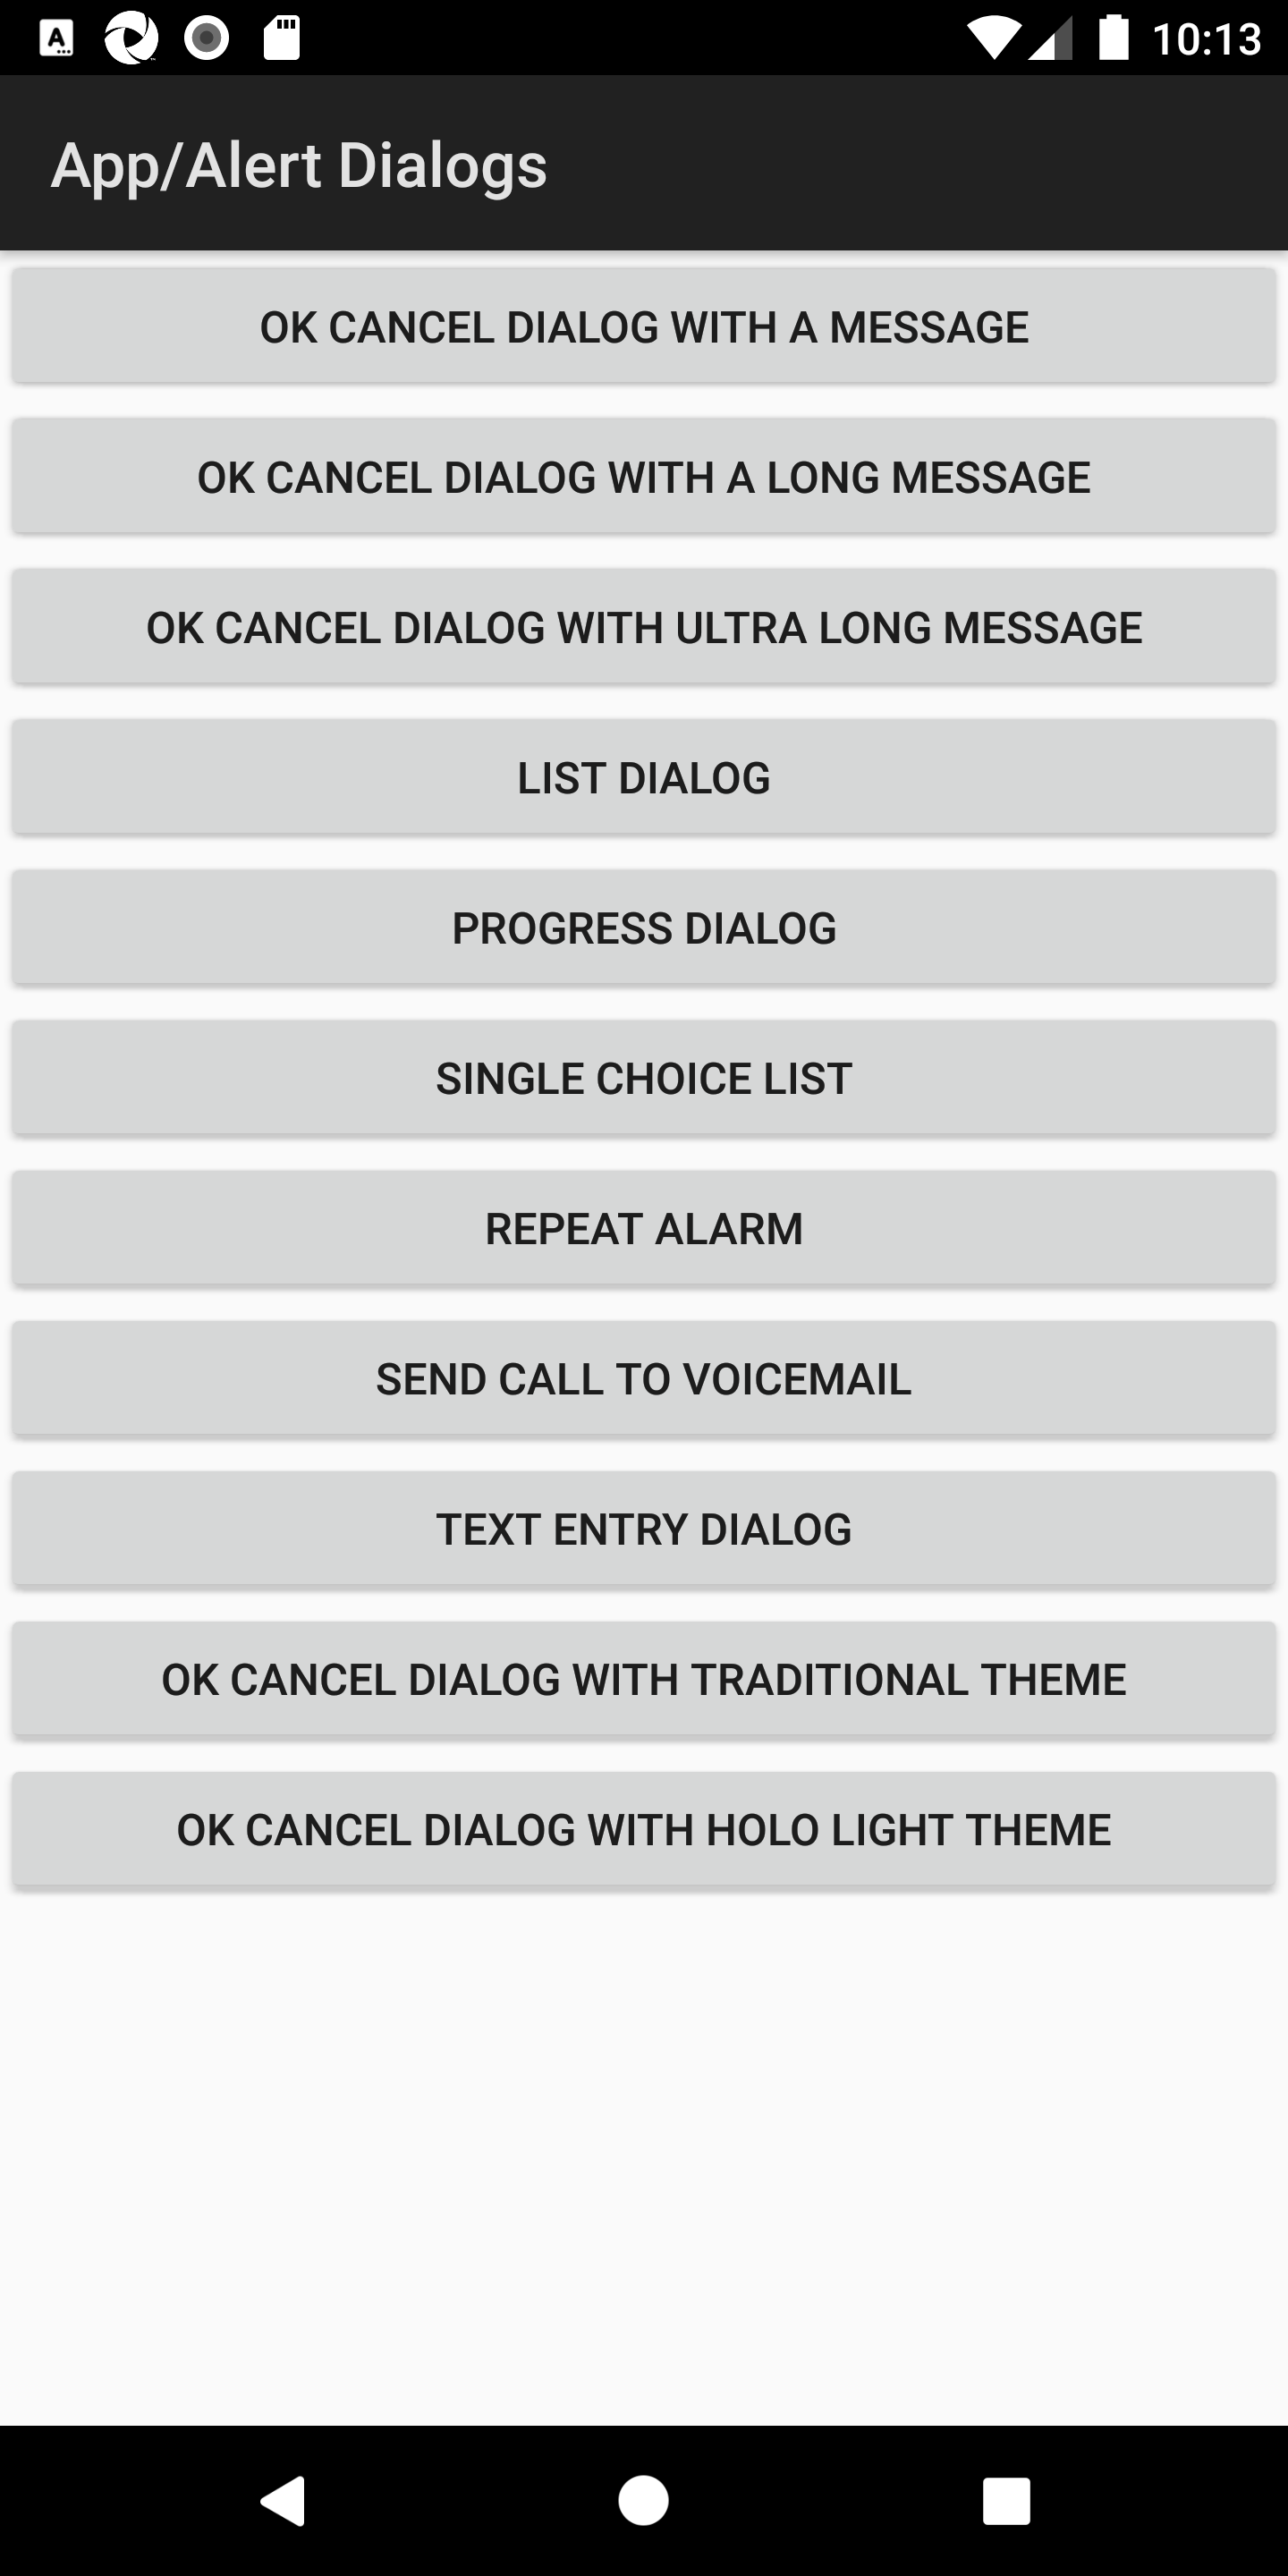 10:13
App/Alert Dialogs
OK CANCEL DIALOG WITH A MESSAGE
OK CANCEL DIALOG WITH A LONG MESSAGE
OK CANCEL DIALOG WITH ULTRA LONG MESSAGE
LIST DIALOG
PROGRESS DIALOG
SINGLE CHOICE LIST
REPEAT ALARM
SEND CALL TO VOICEMAIL
TEXT ENTRY DIALOG
OK CANCEL DIALOG WITH TRADITIONAL THEME
OK CANCEL DIALOG WITH HOLO LIGHT THEME